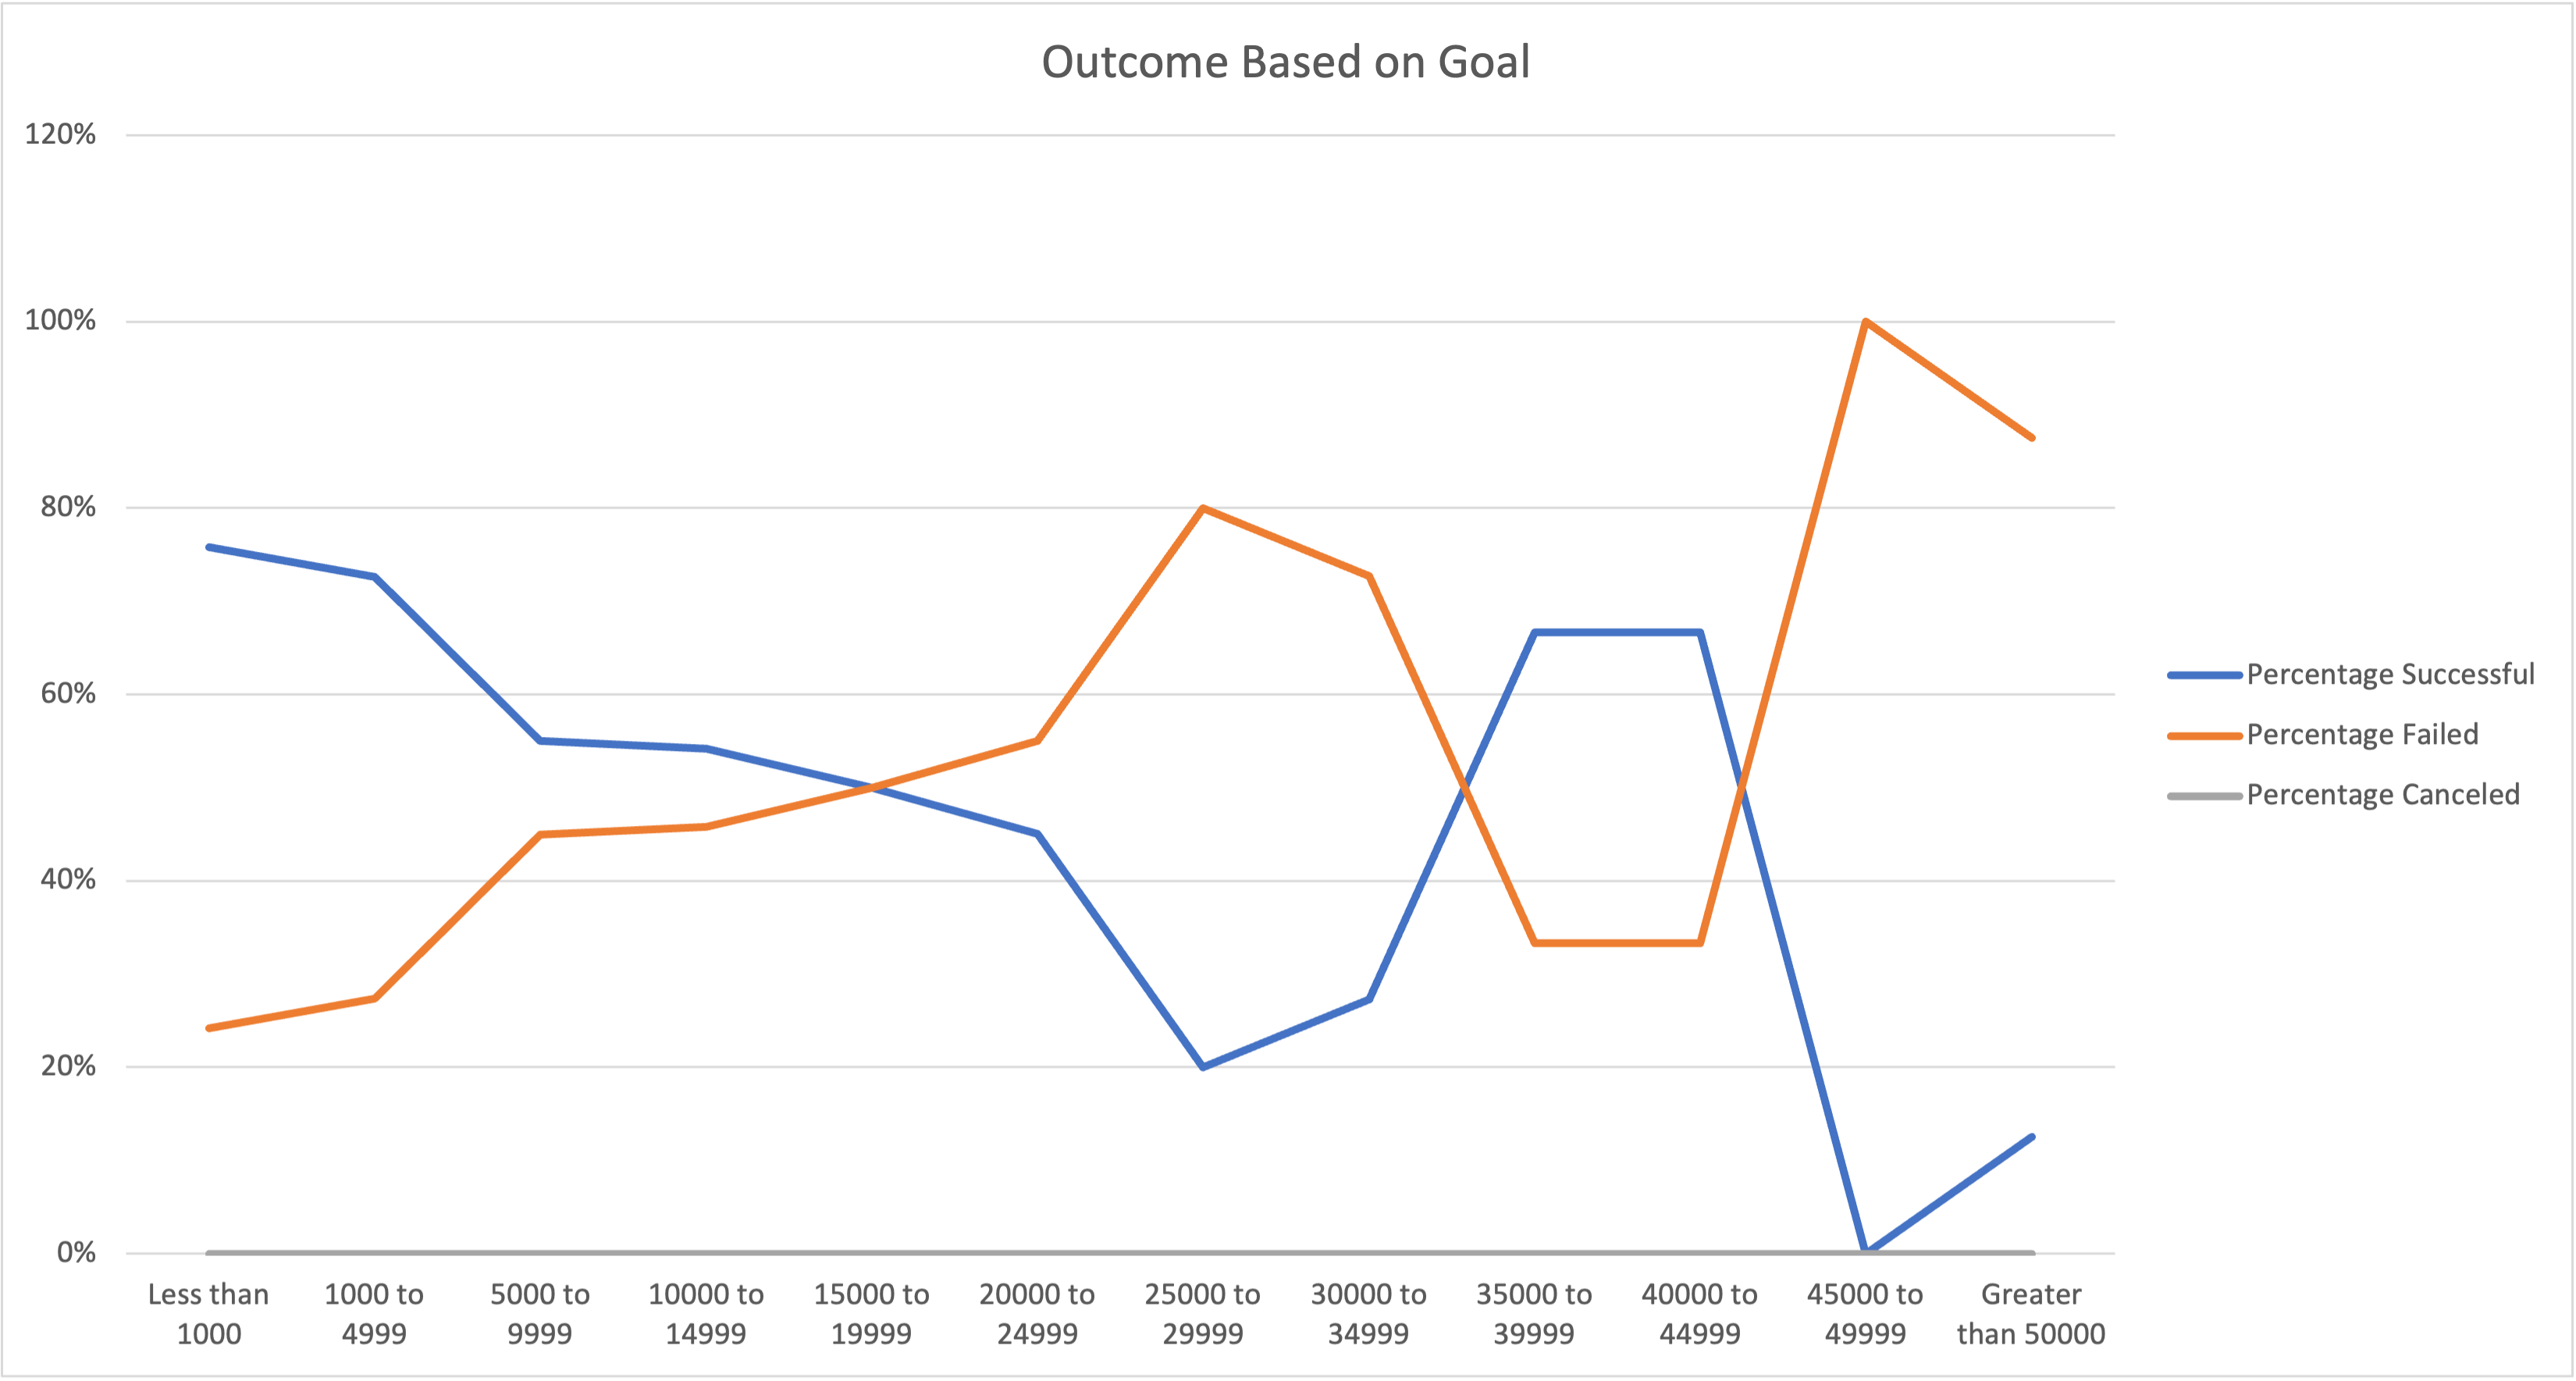 Outcome Based on Goal
120%
100%
80%
60%
40%
20%
0%
Less than
1000
1000 to
4999
5000 to
9999
10000 to
14999
15000 to
19999
20000 to
24999
25000 to
29999
30000 to
34999
35000 to
39999
40000 to
44999
45000 to
49999
Greater
than 50000
Percentage Successful
Percentage Failed
Percentage Canceled